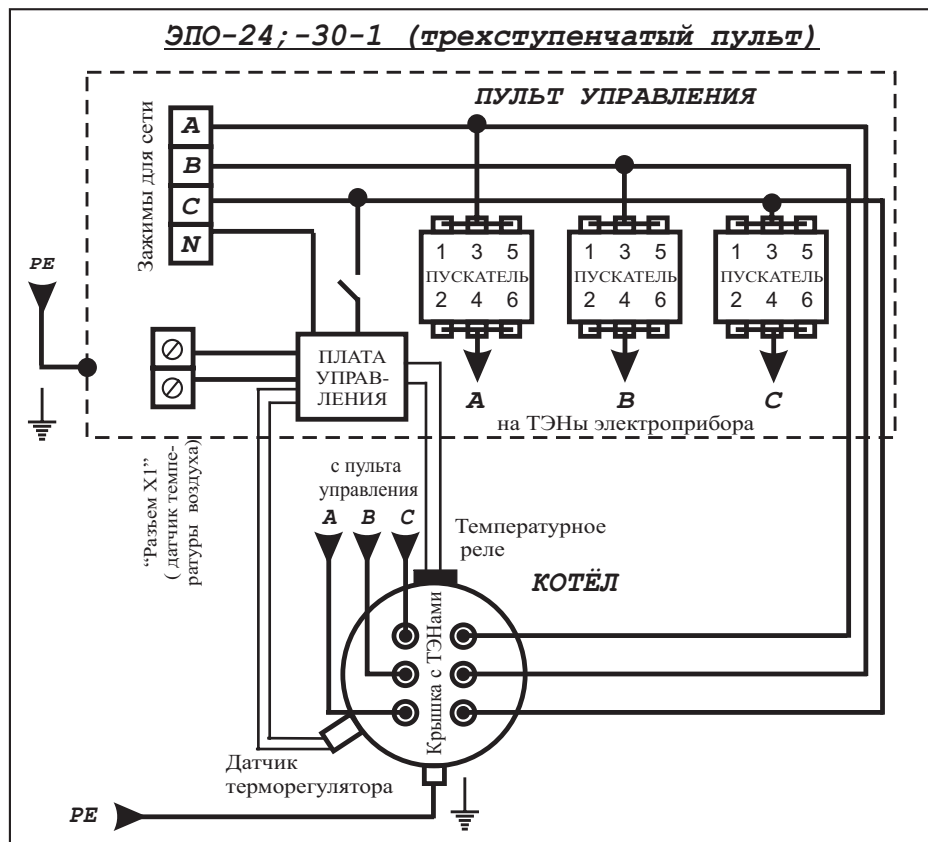 ЭПО-24;-30-1 (трехступенчатый пульт)
ПУЛЬТ УПРАВЛЕНИЯ
Зажимы для сети
A
B
C
N
PE
1 3 5
ПУСКАТЕЛЬ
2 4 6
1 3 5
ПУСКАТЕЛЬ
2 4 6
1 3 5
ПУСКАТЕЛЬ
2 4 6
ПЛАТА
УПРАВ-
ЛЕНИЯ
A
B
C
на ТЭНы электроприбора
“Разъем X1”
( датчик темпе-
ратуры воздуха)
с пульта
управления
A B C
Температурное
реле
КОТЁЛ
Крышка с ТЭНами
Датчик
терморегулятора
PE